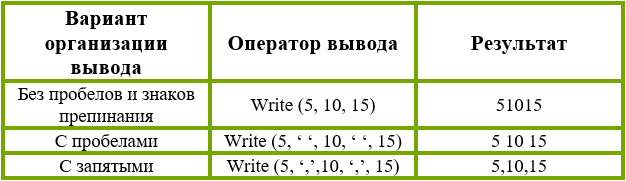 Вариант организации вывода Оператор вывода Результат
Без пробелов и знаков препинания Write (5, 10, 15) 51015
С пробелами Write (5, ‘ ‘, 10, ‘ ‘, 15) 5 10 15
С запятыми Write (5, ‘,’,10, ‘,’, 15) 5,10,15